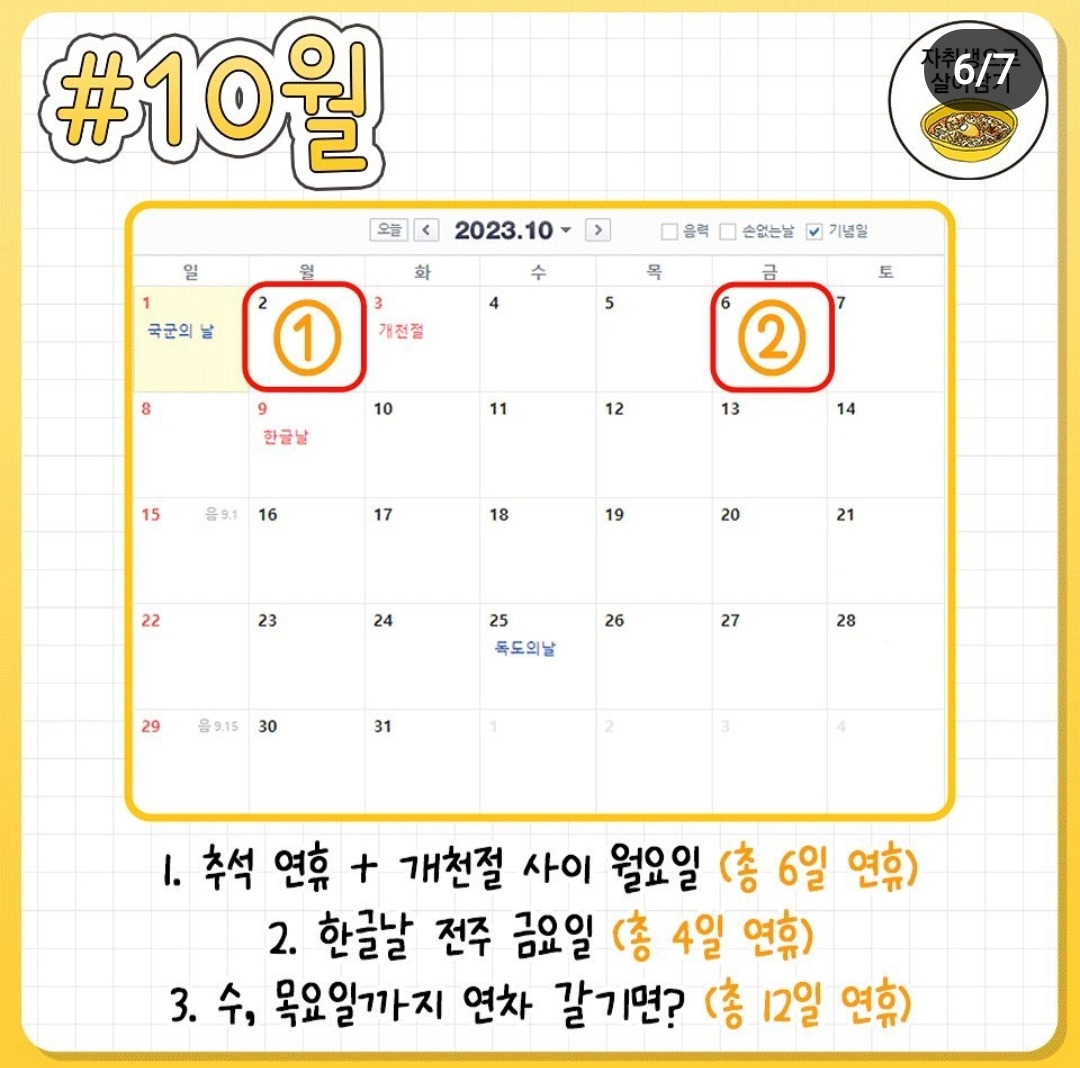 #10월
자취생으로
살아남기
6/7
오늘 < 2023.10 > 음력 손없는날 기념일
일 월 화 수 목 금 토
1 2 3 4 5 6 7
국군의 날 ① 개천절 ②
8 9 10 11 12 13 14
한글날
15 음 9.1 16 17 18 19 20 21
22 23 24 25 26 27 28
독도의날
29 음 9.15 30 31 1 2 3 4
1. 추석 연휴 + 개천절 사이 월요일 (총 6일 연휴)
2. 한글날 전주 금요일 (총 4일 연휴)
3. 수, 목요일까지 연차 갈기면? (총 12일 연휴)